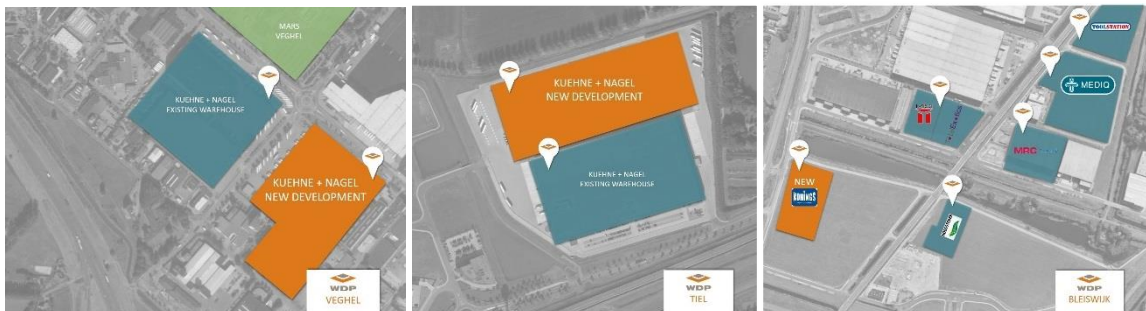 MARS
VEGHEL
KUEHNE + NAGEL
EXISTING WAREHOUSE
KUEHNE + NAGEL
NEW DEVELOPMENT
WDP
VEGHEL
KUEHNE + NAGEL
NEW DEVELOPMENT
KUEHNE + NAGEL
EXISTING WAREHOUSE
WDP
TIEL
TOOLSTATION
MEDIQ
MRC
NEW
KONINGS
WDP
BLEISWIJK